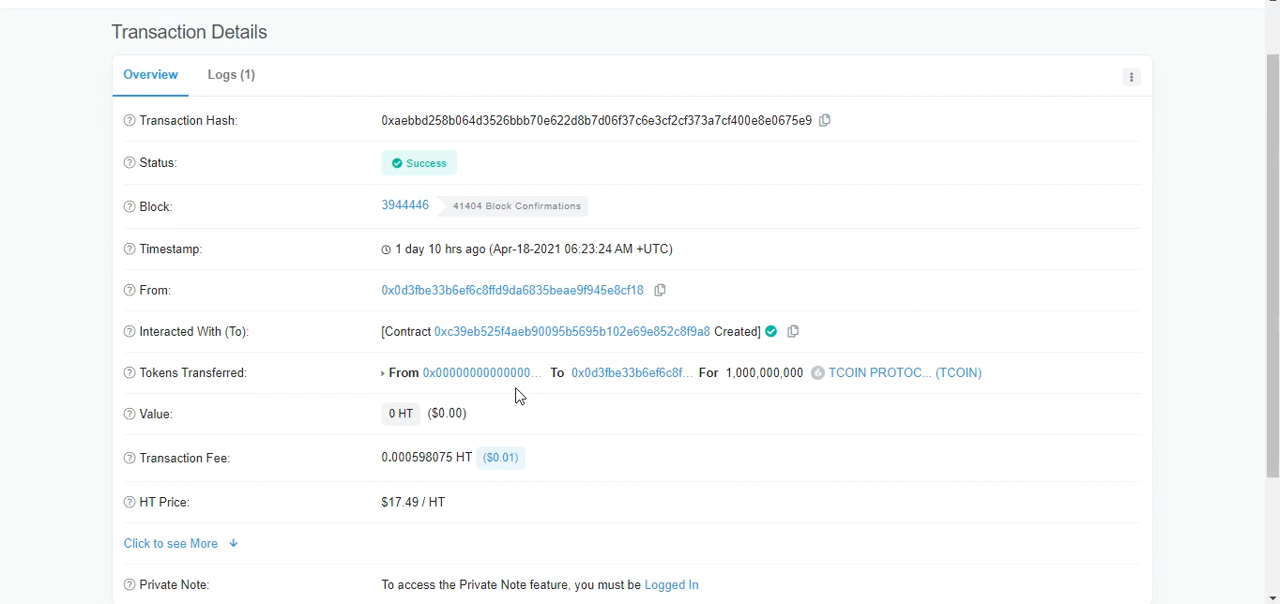 Transaction Details
Overview Logs (1)
Transaction Hash: 0xaebbd258b064d3526bbb70e622d8b7d06f37c6e3cf2cf373a7cf400e8e0675e9
Status: Success
Block: 3944446 41404 Block Confirmations
Timestamp: 1 day 10 hrs ago (Apr-18-2021 06:23:24 AM +UTC)
From: 0x0d3fbe33b6ef6c8ffd9da6835beae9f945e8cf18
Interacted With (To): [Contract 0xc39eb525f4aeb90095b5695b102e69e852c8f9a8 Created]
Tokens Transferred: From 0x00000000000000... To 0x0d3fbe33b6ef6c8f... For 1,000,000,000 TCOIN PROTOC... (TCOIN)
Value: 0 HT ($0.00)
Transaction Fee: 0.000598075 HT ($0.01)
HT Price: $17.49 / HT
Click to see More
Private Note: To access the Private Note feature, you must be Logged In